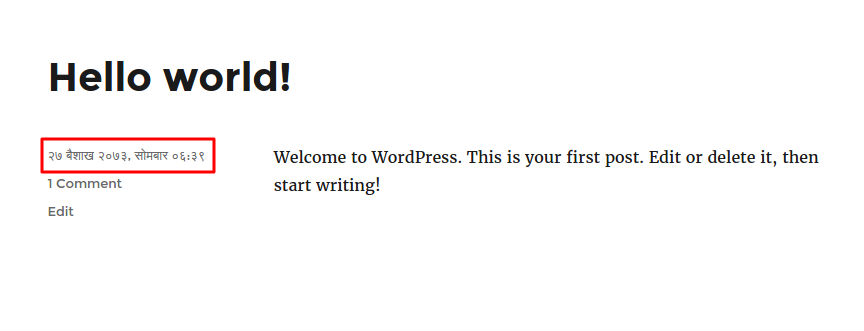 Hello world!
२७ बैशाख २०७३, सोमबार ०६:३९
1 Comment
Edit
Welcome to WordPress. This is your first post. Edit or delete it, then
start writing!